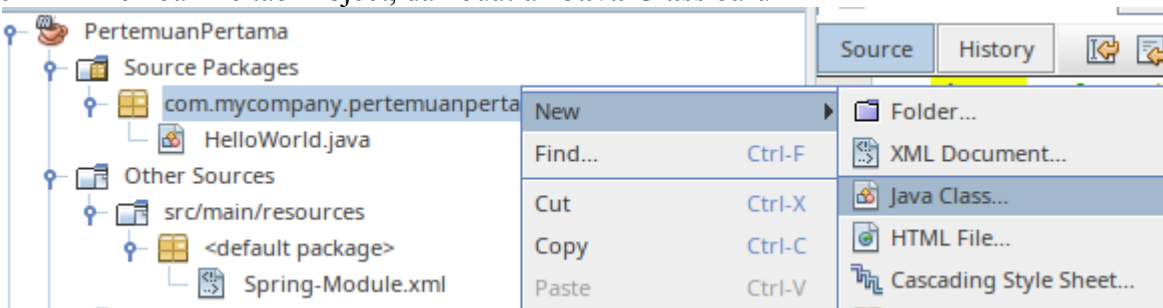 PertemuanPertama
Source Packages
com.mycompany.pertemuanperta
HelloWorld.java
Other Sources
src/main/resources
<default package>
Spring-Module.xml
New
Find... Ctrl-F
Cut Ctrl-X
Copy Ctrl-C
Paste Ctrl-V
Source History
Folder...
XML Document...
Java Class...
HTML File...
Cascading Style Sheet...